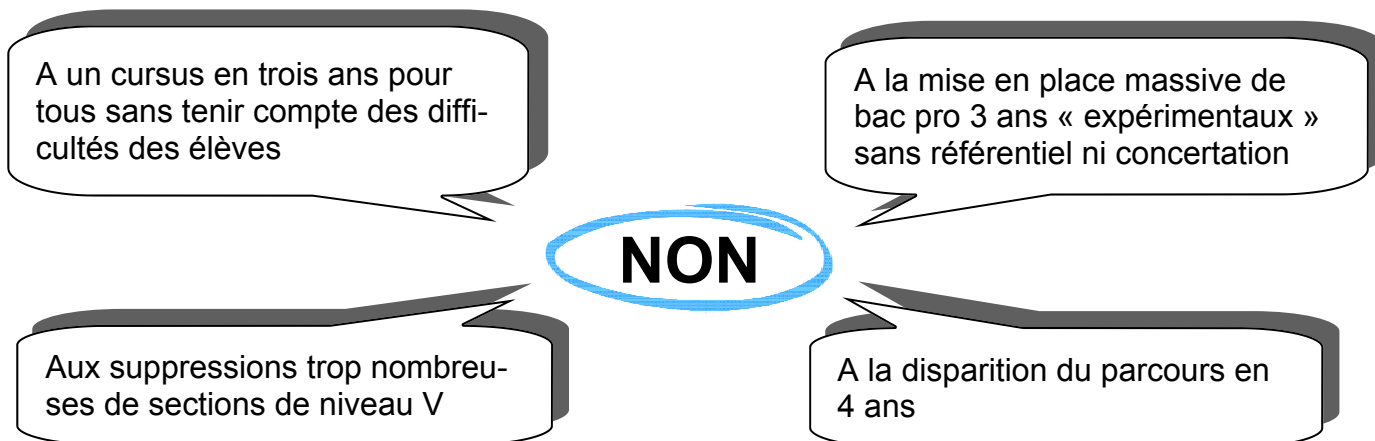 A un cursus en trois ans pour
tous sans tenir compte des diffi-
cultés des élèves
A la mise en place massive de
bac pro 3 ans « expérimentaux »
sans référentiel ni concertation
NON
Aux suppressions trop nombreu-
ses de sections de niveau V
A la disparition du parcours en
4 ans